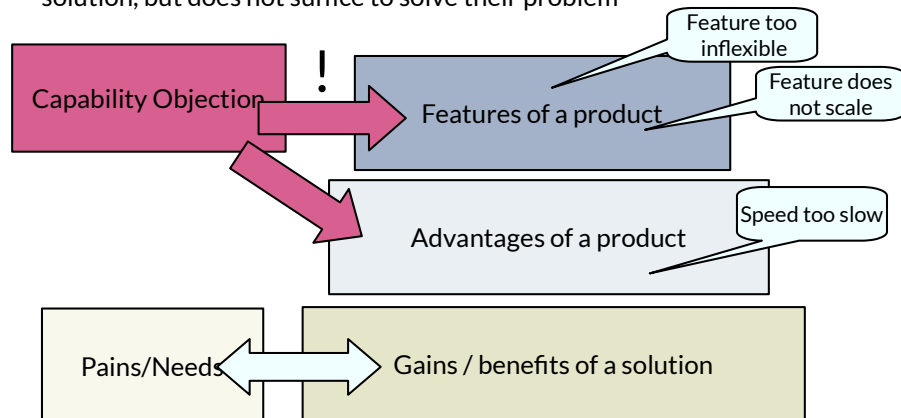 solution, but does not suffice to solve their problem
Feature too
inflexible
!
Capability Objection
Features of a product
Feature does
not scale
Speed too slow
Advantages of a product
Pains/Needs
Gains / benefits of a solution